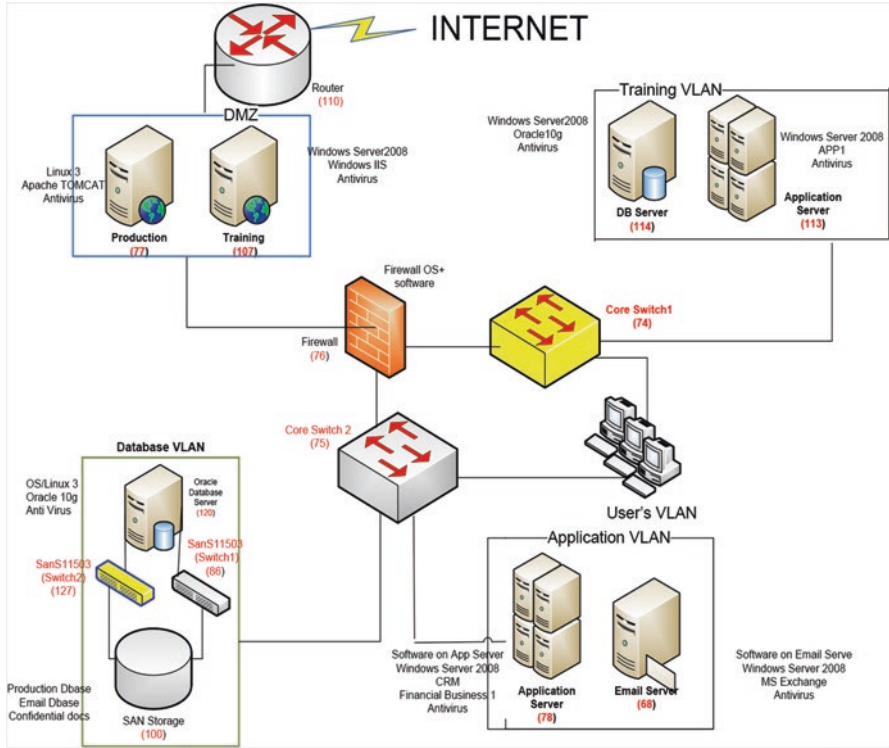 INTERNET
Router
(110)
DMZ
Linux 3
Apache TOMCAT
Antivirus
Production
(77)
Training
(107)
Windows Server2008
Windows IIS
Antivirus
Training VLAN
Windows Server2008
Oracle10g
Antivirus
DB Server
(114)
Windows Server 2008
APP1
Antivirus
Application
Server
(113)
Firewall OS+
software
Firewall
(76)
Core Switch1
(74)
Core Switch 2
(75)
User's VLAN
Database VLAN
OS/Linux 3
Oracle 10g
Anti Virus
Oracle
Database
Server
(120)
SanS11503
(Switch2)
(127)
SanS11503
(Switch1)
(86)
Production Dbase
Email Dbase
Confidential docs
SAN Storage
(100)
Application VLAN
Software on App Server
Windows Server 2008
CRM
Financial Business 1
Antivirus
Application
Server
(78)
Email Server
(68)
Software on Email Serve
Windows Server 2008
MS Exchange
Antivirus